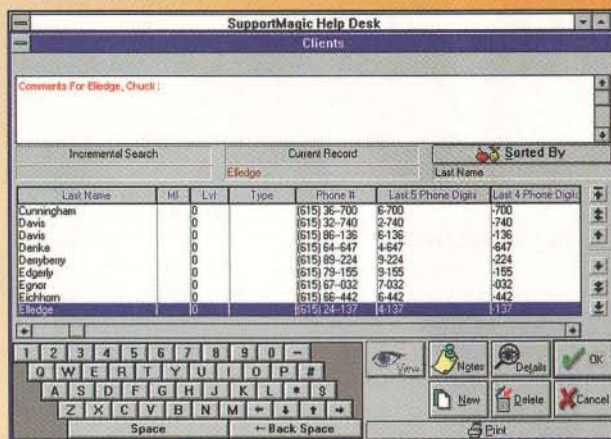 SupportMagic Help Desk
Clients
Comments For Elledge, Chuck :
Incremental Search Current Record Sorted By
Elledge Last Name
Last Name MI Lvl Type Phone # Last 5 Phone Digits Last 4 Phone Digits
Cunningham 0 (615) 36--700 6-700 -700
Davis 0 (615) 32--740 2-740 -740
Davis 0 (615) 86--136 6-136 -136
Denke 0 (615) 64--647 4-647 -647
Denyberry 0 (615) 89--224 9-224 -224
Edgerly 0 (615) 79--155 9-155 -155
Egnor 0 (615) 67--032 7-032 -032
Eichhorn 0 (615) 66--442 6-442 -442
Elledge 0 (615) 24--137 4-137 -137
1 2 3 4 5 6 7 8 9 0 -
Q W E R T Y U I O P #
A S D F G H J K L * $
Z X C V B N M
Space Back Space
View Notes Details OK
New Delete Cancel
Print